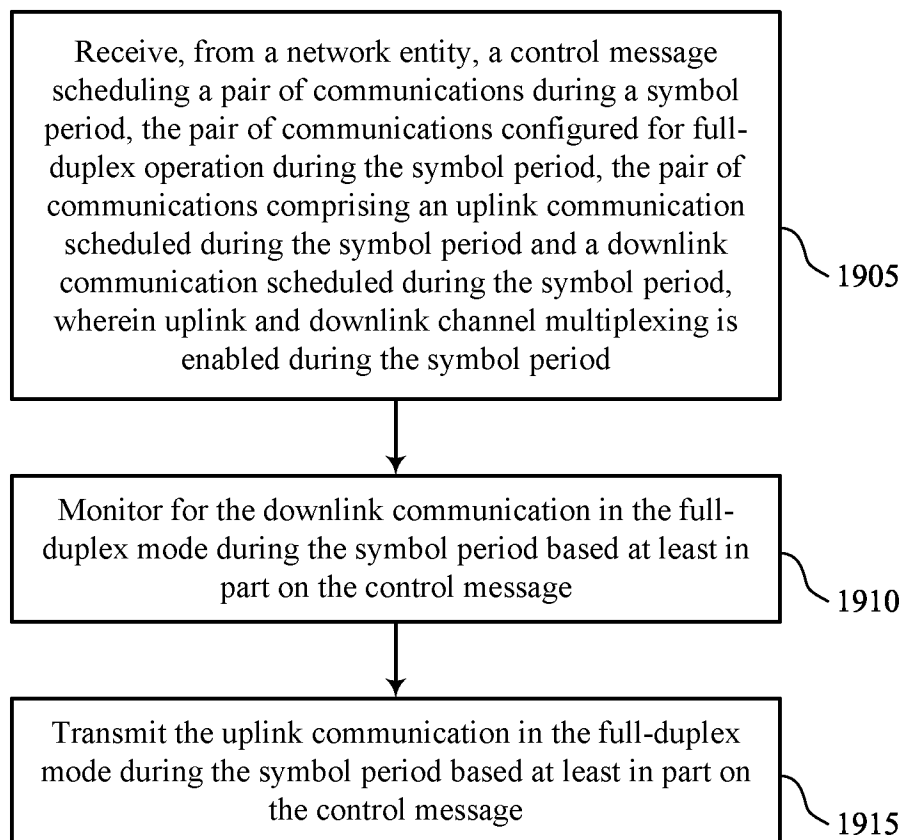 Receive, from a network entity, a control message
scheduling a pair of communications during a symbol
period, the pair of communications configured for full-
duplex operation during the symbol period, the pair of
communications comprising an uplink communication
scheduled during the symbol period and a downlink
communication scheduled during the symbol period,
wherein uplink and downlink channel multiplexing is
enabled during the symbol period
1905
Monitor for the downlink communication in the full-
duplex mode during the symbol period based at least in
part on the control message
1910
Transmit the uplink communication in the full-duplex
mode during the symbol period based at least in part on
the control message
1915